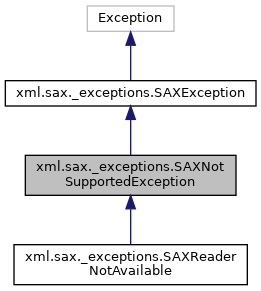 Exception
xml.sax._exceptions.SAXException
xml.sax._exceptions.SAXNot
SupportedException
xml.sax._exceptions.SAXReader
NotAvailable